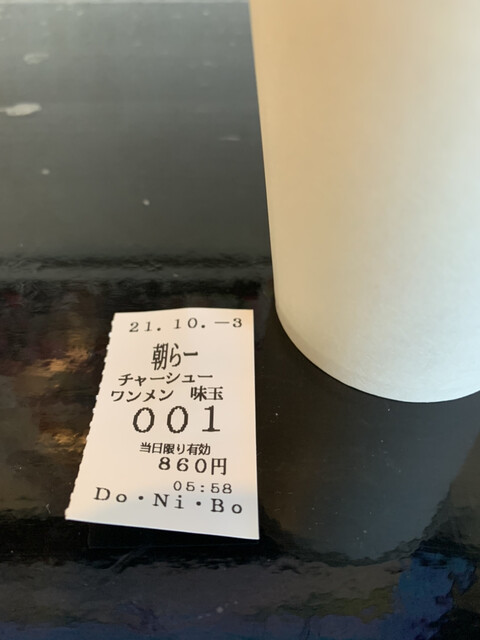 21.10.-3
朝らー
チャーシュー
ワンメン 味玉
001
当日限り有効
860円
05:58
Do・Ni・Bo